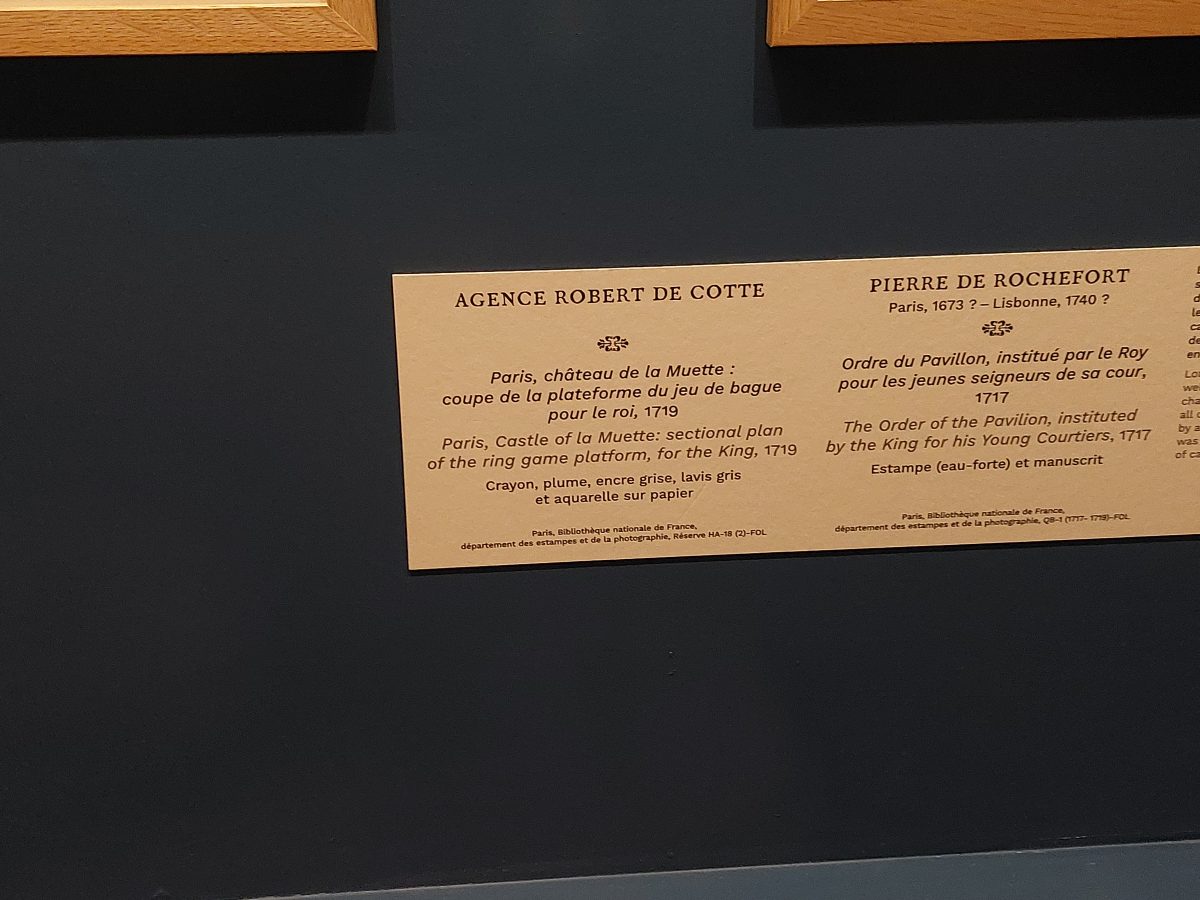 AGENCE ROBERT DE COTTE
Paris, château de la Muette :
coupe de la plateforme du jeu de bague
pour le roi, 1719
Paris, Castle of la Muette: sectional plan
of the ring game platform, for the King, 1719
Crayon, plume, encre grise, lavis gris
et aquarelle sur papier
Paris, Bibliothèque nationale de France,
département des estampes et de la photographie, Réserve HA-18 (2)-FOL
PIERRE DE ROCHEFORT
Paris, 1673 ? – Lisbonne, 1740 ?
Ordre du Pavillon, institué par le Roy
pour les jeunes seigneurs de sa cour,
1717
The Order of the Pavilion, instituted
by the King for his Young Courtiers, 1717
Estampe (eau-forte) et manuscrit
Paris, Bibliothèque nationale de France,
département des estampes et de la photographie, QB-1 (1717- 1719)-FOL
all
by a
was
of ca